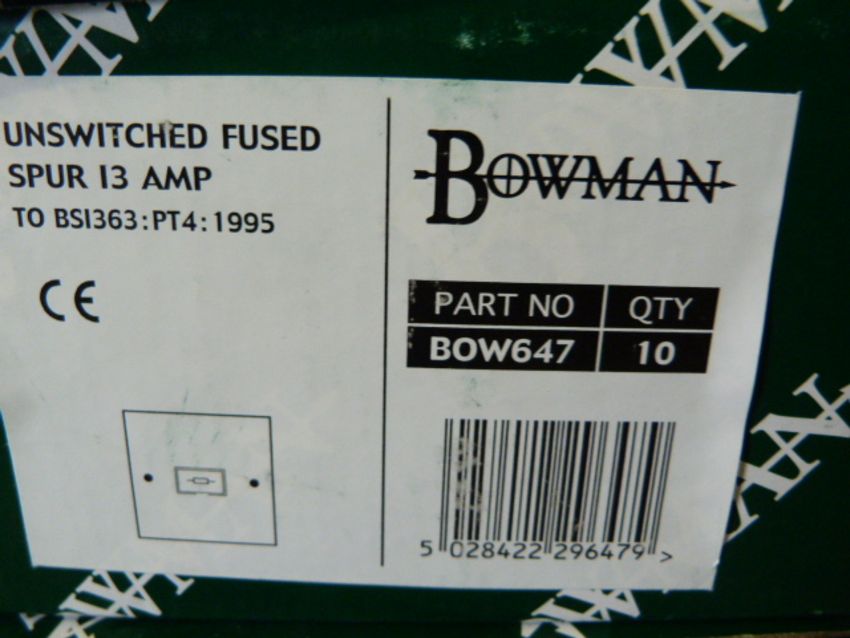 UNSWITCHED FUSED
SPUR 13 AMP
TO BS1363:PT4:1995
CE
BOWMAN
PART NO QTY
BOW647 10
5 028422 296479 >